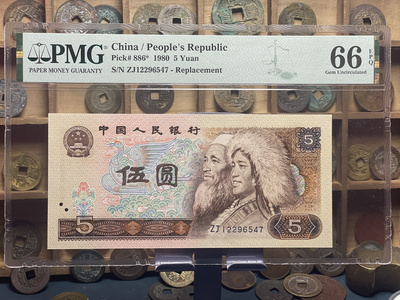 PMG
PAPER MONEY GUARANTY
China / People's Republic
Pick# 886* 1980 5 Yuan
S/N ZJ12296547 - Replacement
66 EPQ
Gem Uncirculated
中国人民银行
5
伍圆
5
ZJ12296547
5